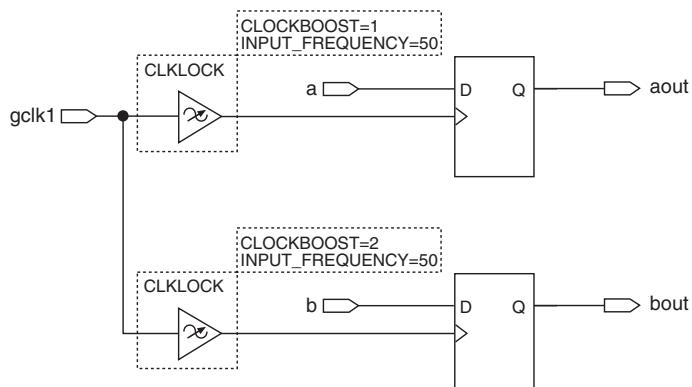 CLOCKBOOST=1
INPUT_FREQUENCY=50
CLKLOCK
a
D
Q
aout
gclk1
CLOCKBOOST=2
INPUT_FREQUENCY=50
CLKLOCK
b
D
Q
bout